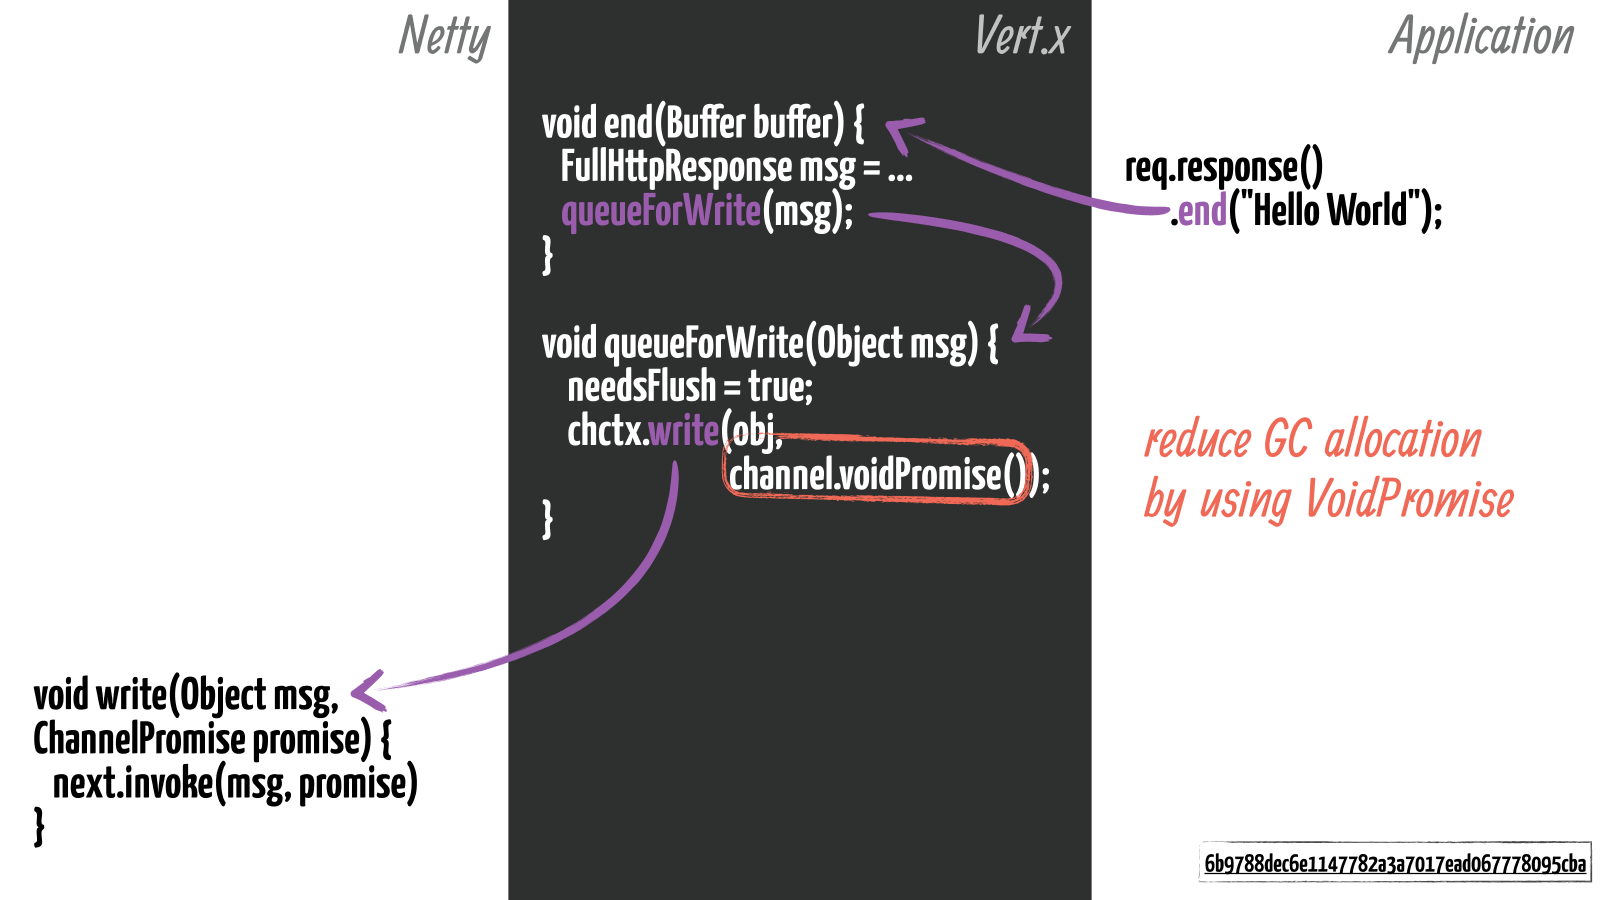 Netty
Vert.x
Application
void end(Buffer buffer) {
FullHttpResponse msg = ...
queueForWrite(msg);
}
req.response()
.end("Hello World");
void queueForWrite(Object msg) {
needsFlush = true;
chctx.write(obj,
channel.voidPromise());
}
reduce GC allocation
by using VoidPromise
void write(Object msg,
ChannelPromise promise) {
next.invoke(msg, promise)
}
6b9788dec6e1147782a3a7017ead067778095cba